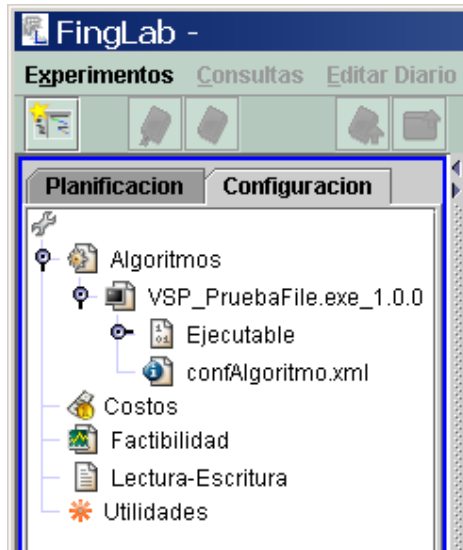 FingLab -
Experimentos Consultas Editar Diario
Planificacion Configuracion
Algoritmos
VSP_PruebaFile.exe_1.0.0
Ejecutable
confAlgoritmo.xml
Costos
Factibilidad
Lectura-Escritura
Utilidades